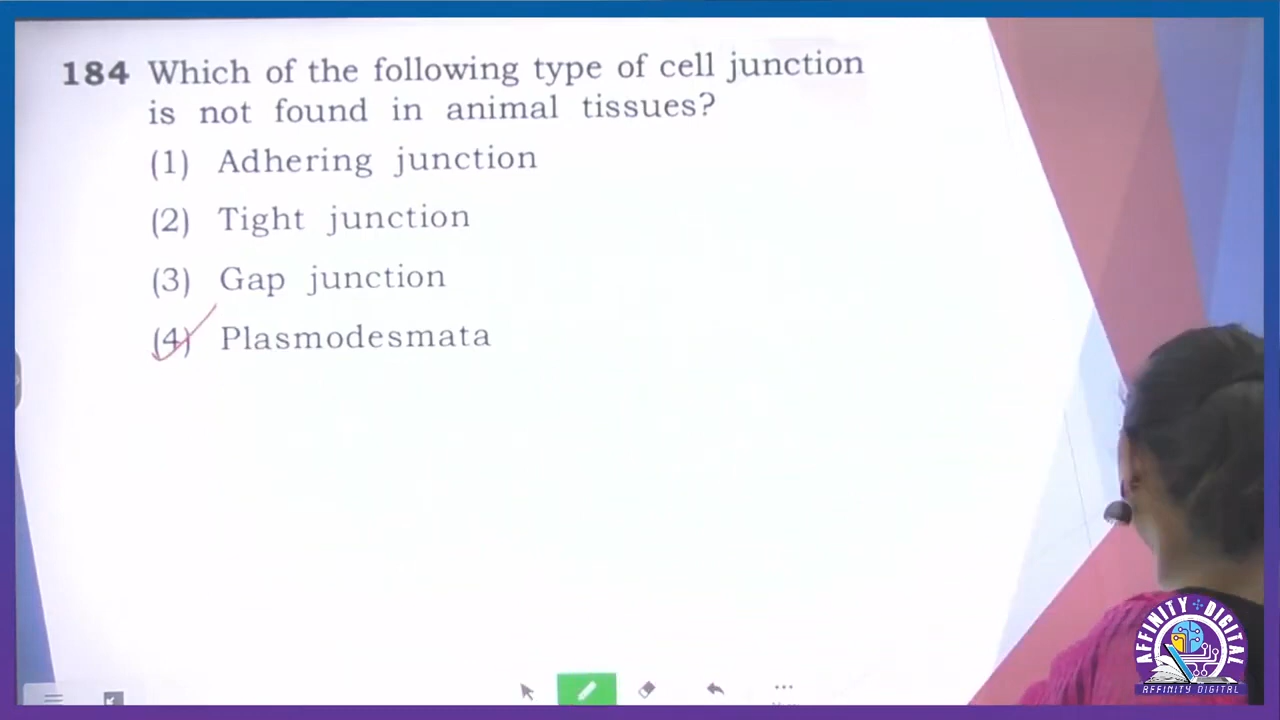 184 Which of the following type of cell junction
is not found in animal tissues?
(1) Adhering junction
(2) Tight junction
(3) Gap junction
(4) Plasmodesmata
AFFINITY DIGITAL
AFFINITY DIGITAL